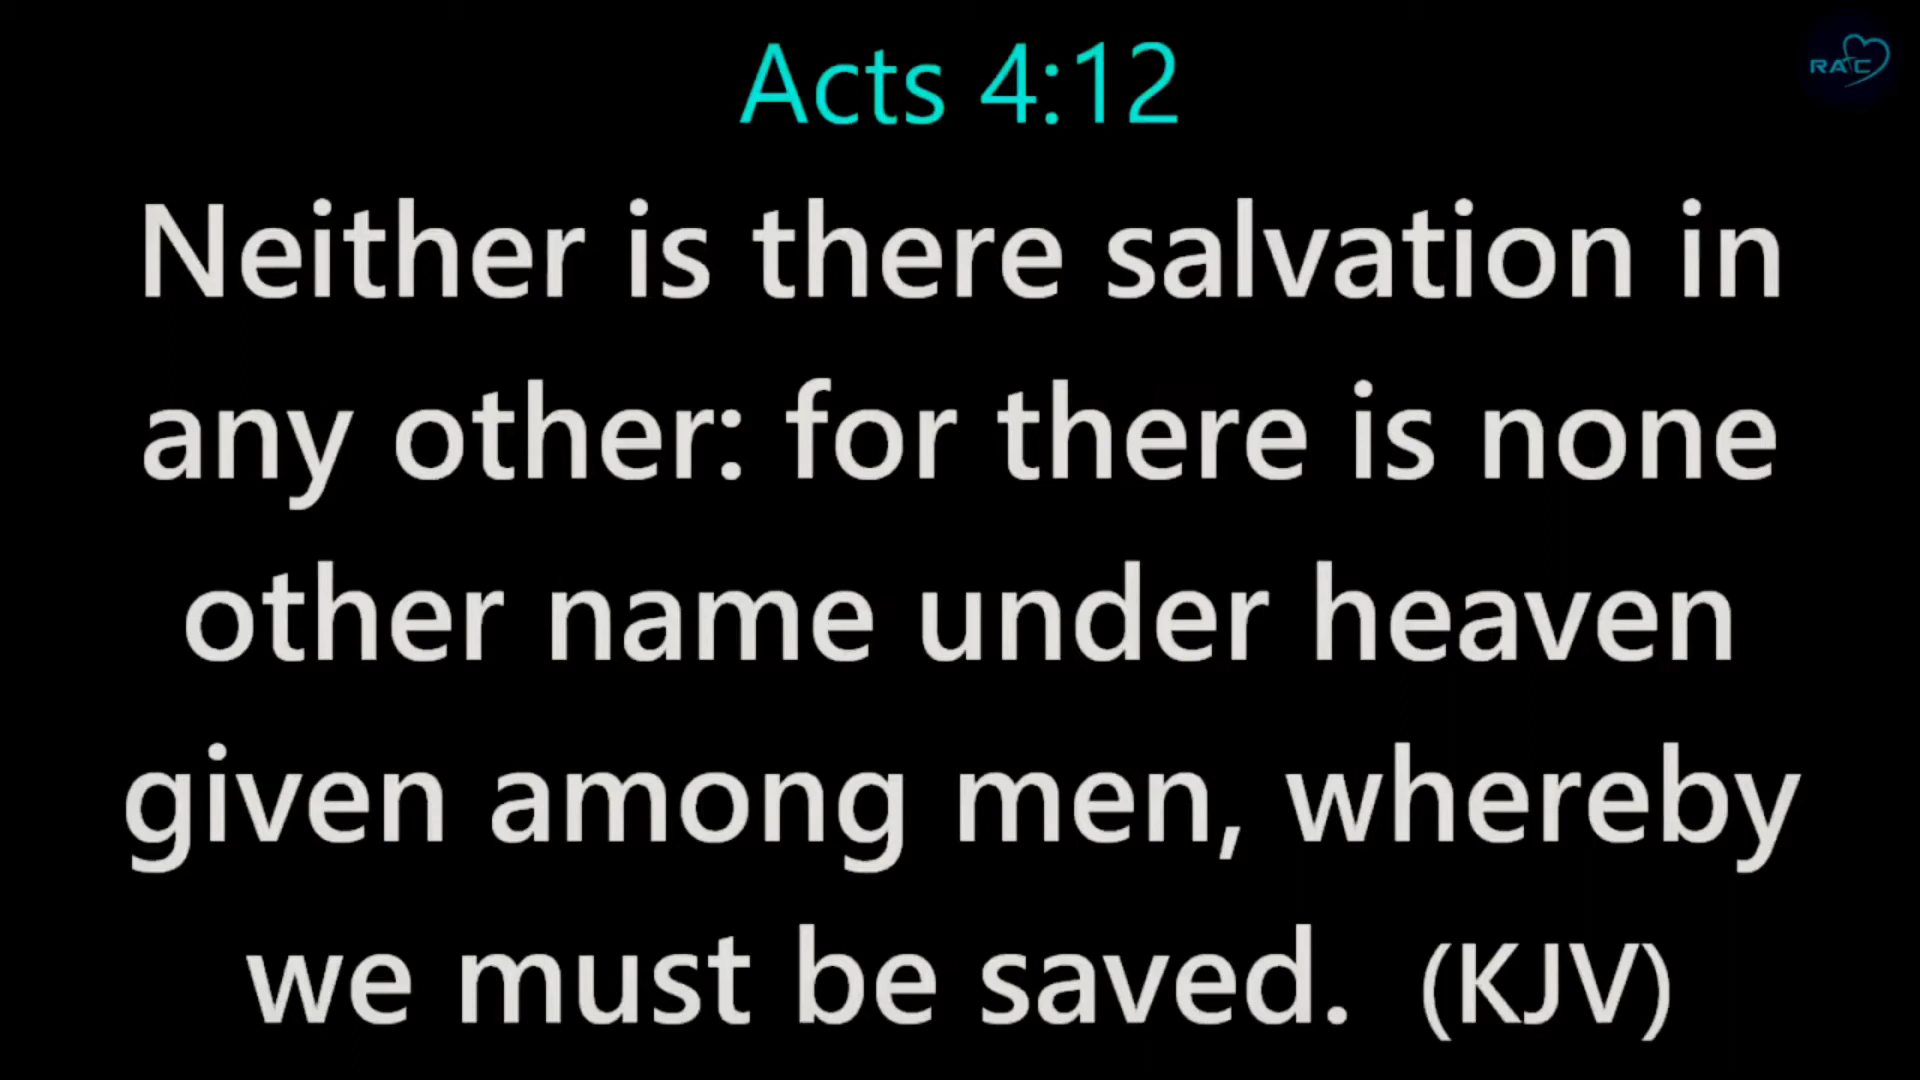 Acts 4:12
RAC
Neither is there salvation in
any other: for there is none
other name under heaven
given among men, whereby
we must be saved. (KJV)